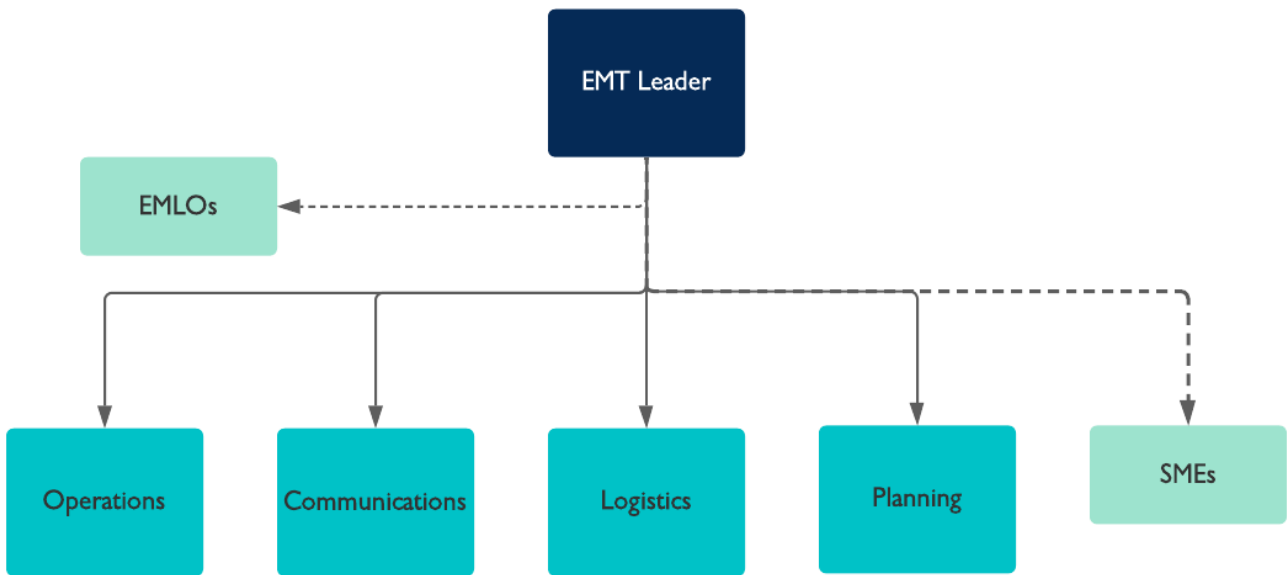 EMT Leader
EMLOs
Operations
Communications
Logistics
Planning
SMEs